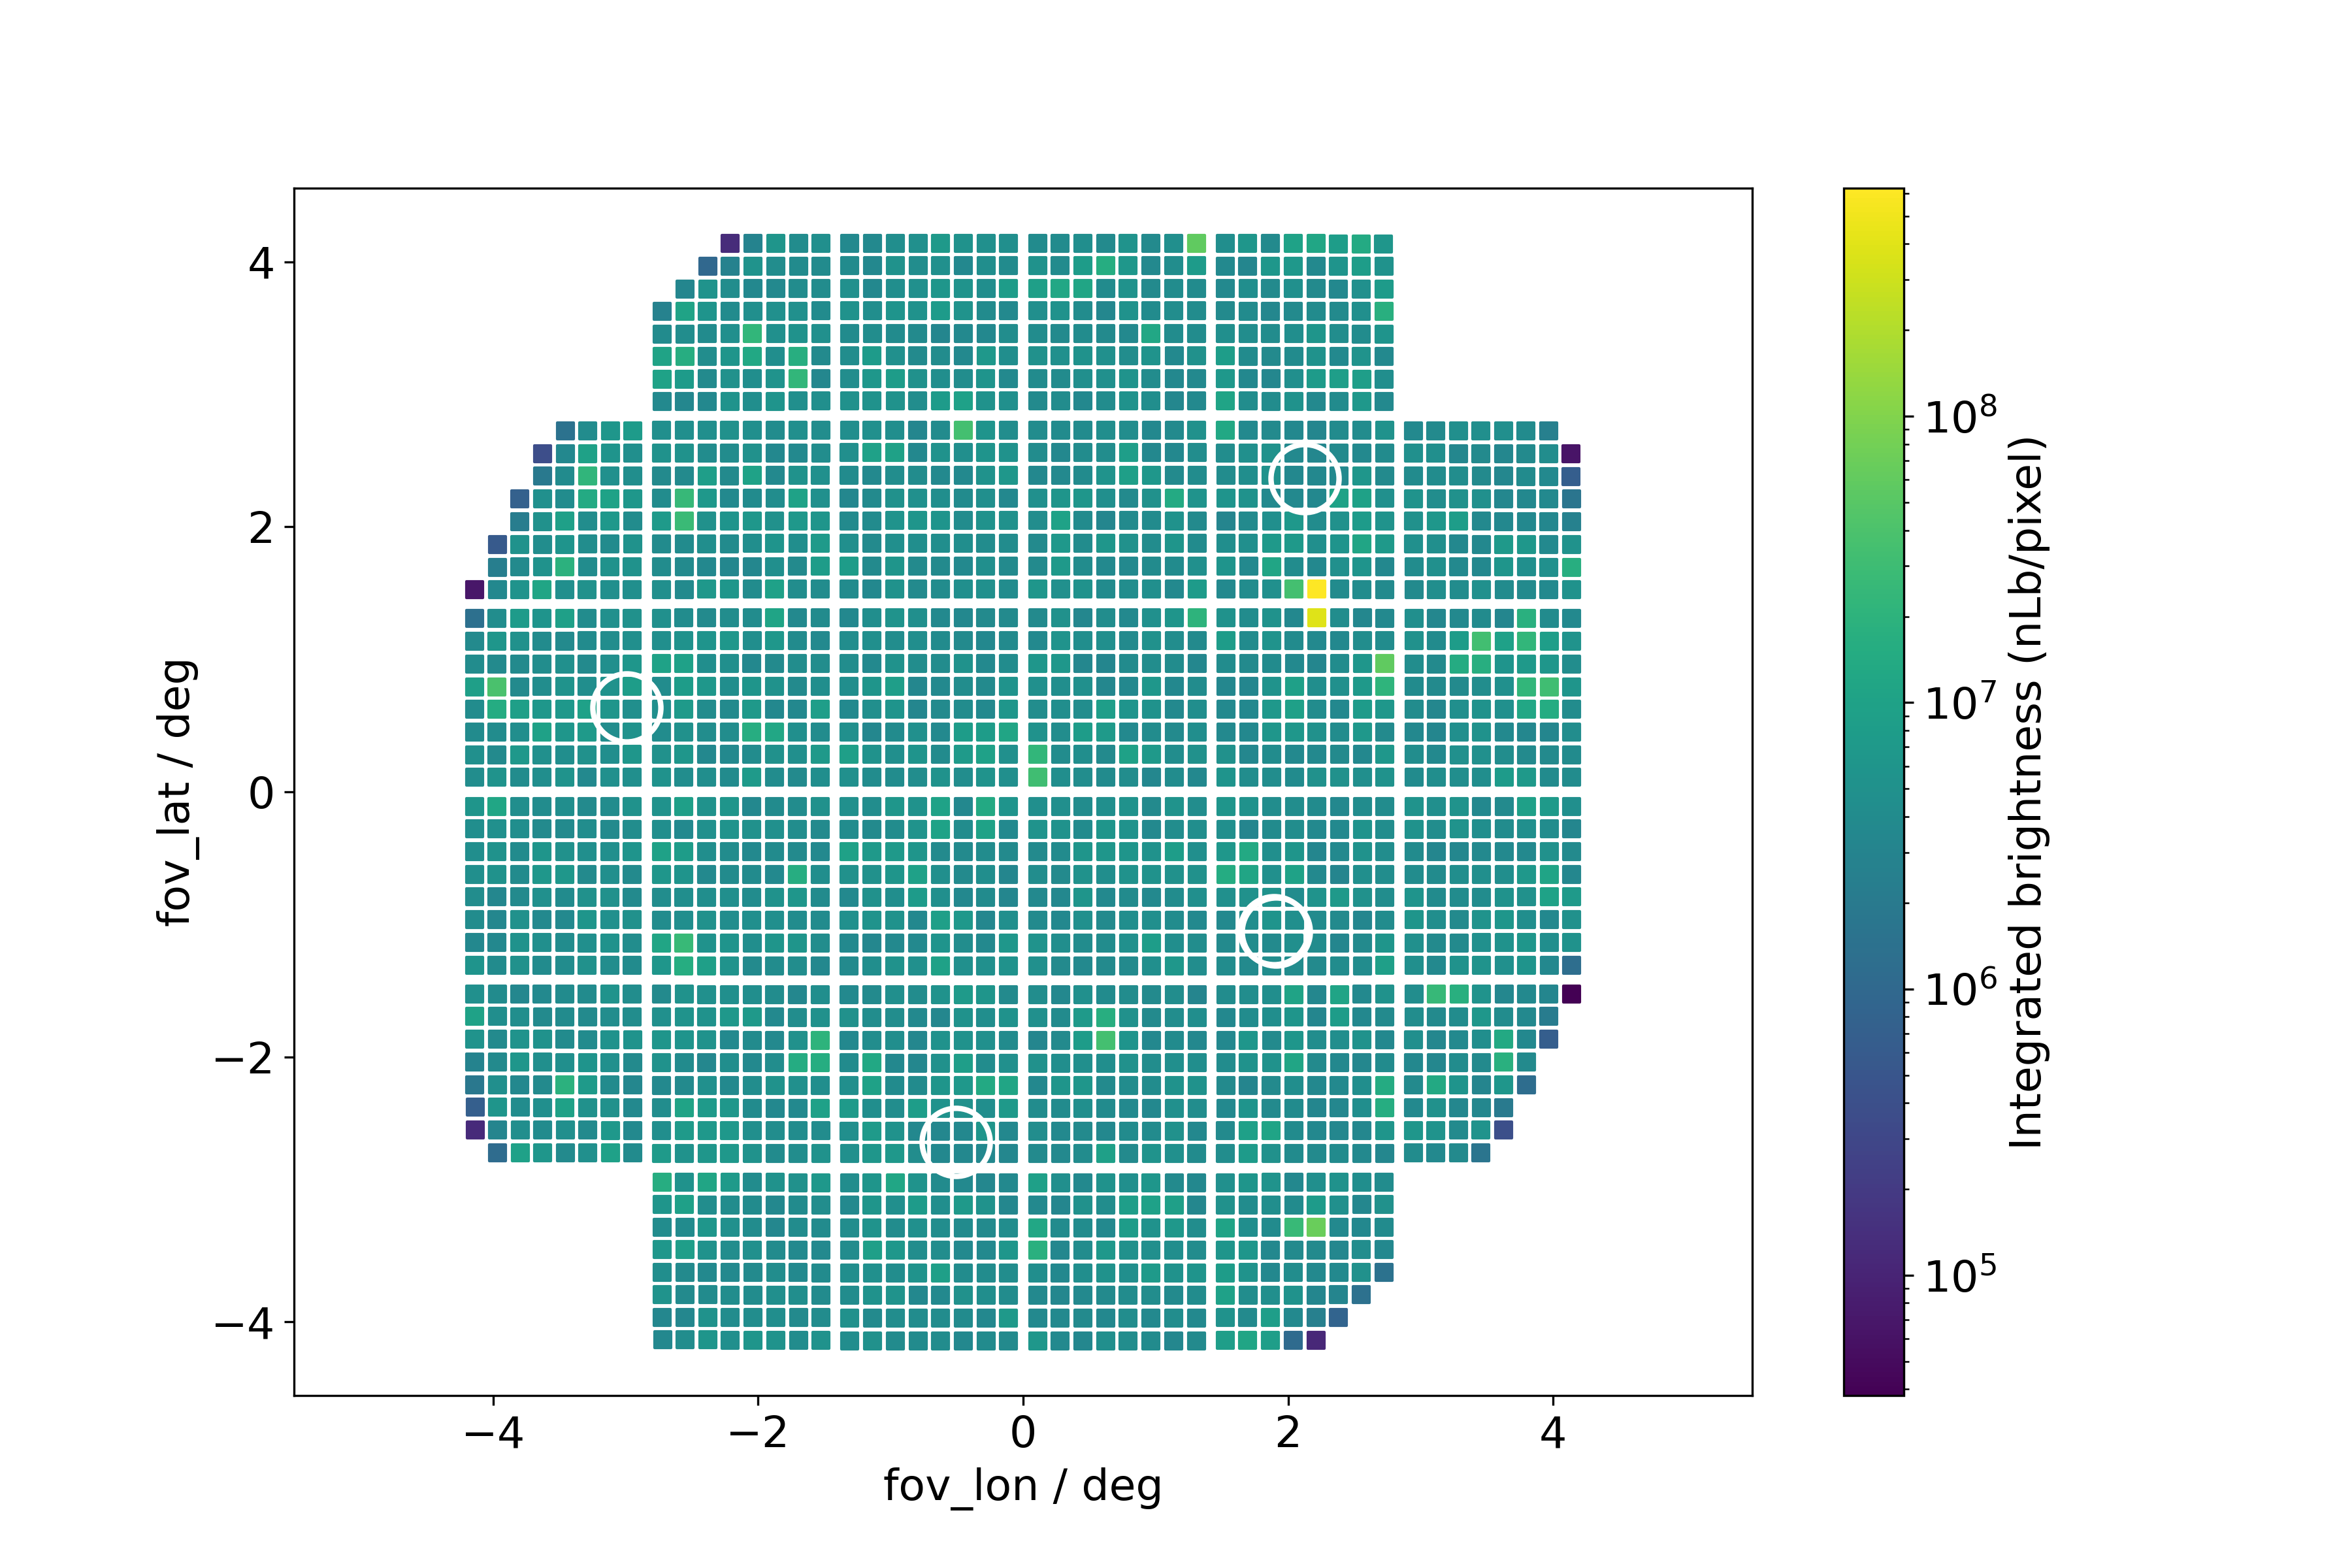 4
2
0
−2
−4
fov_lat / deg
−4 −2 0 2 4
fov_lon / deg
10⁸
10⁷
10⁶
10⁵
Integrated brightness (nLb/pixel)